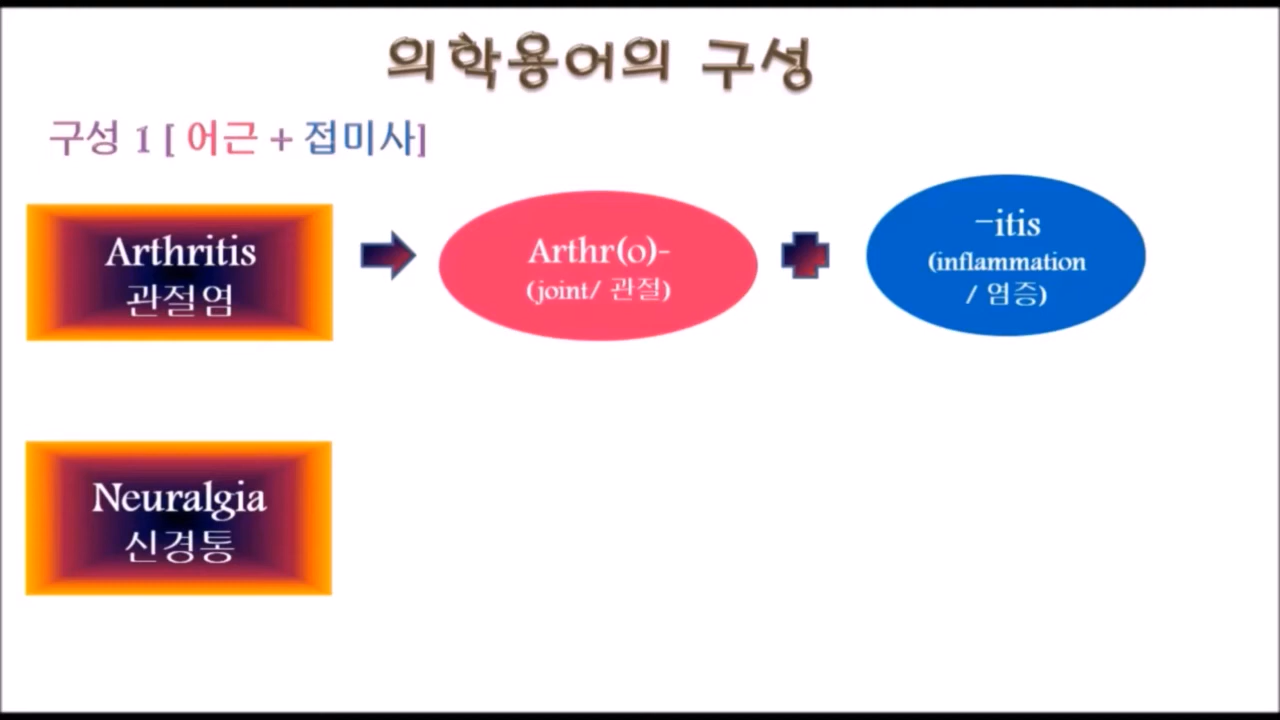 의학용어의 구성
구성 1 [ 어근 + 접미사]
Arthritis
관절염
Arthr(o)-
(joint/ 관절)
-itis
(inflammation
/ 염증)
Neuralgia
신경통